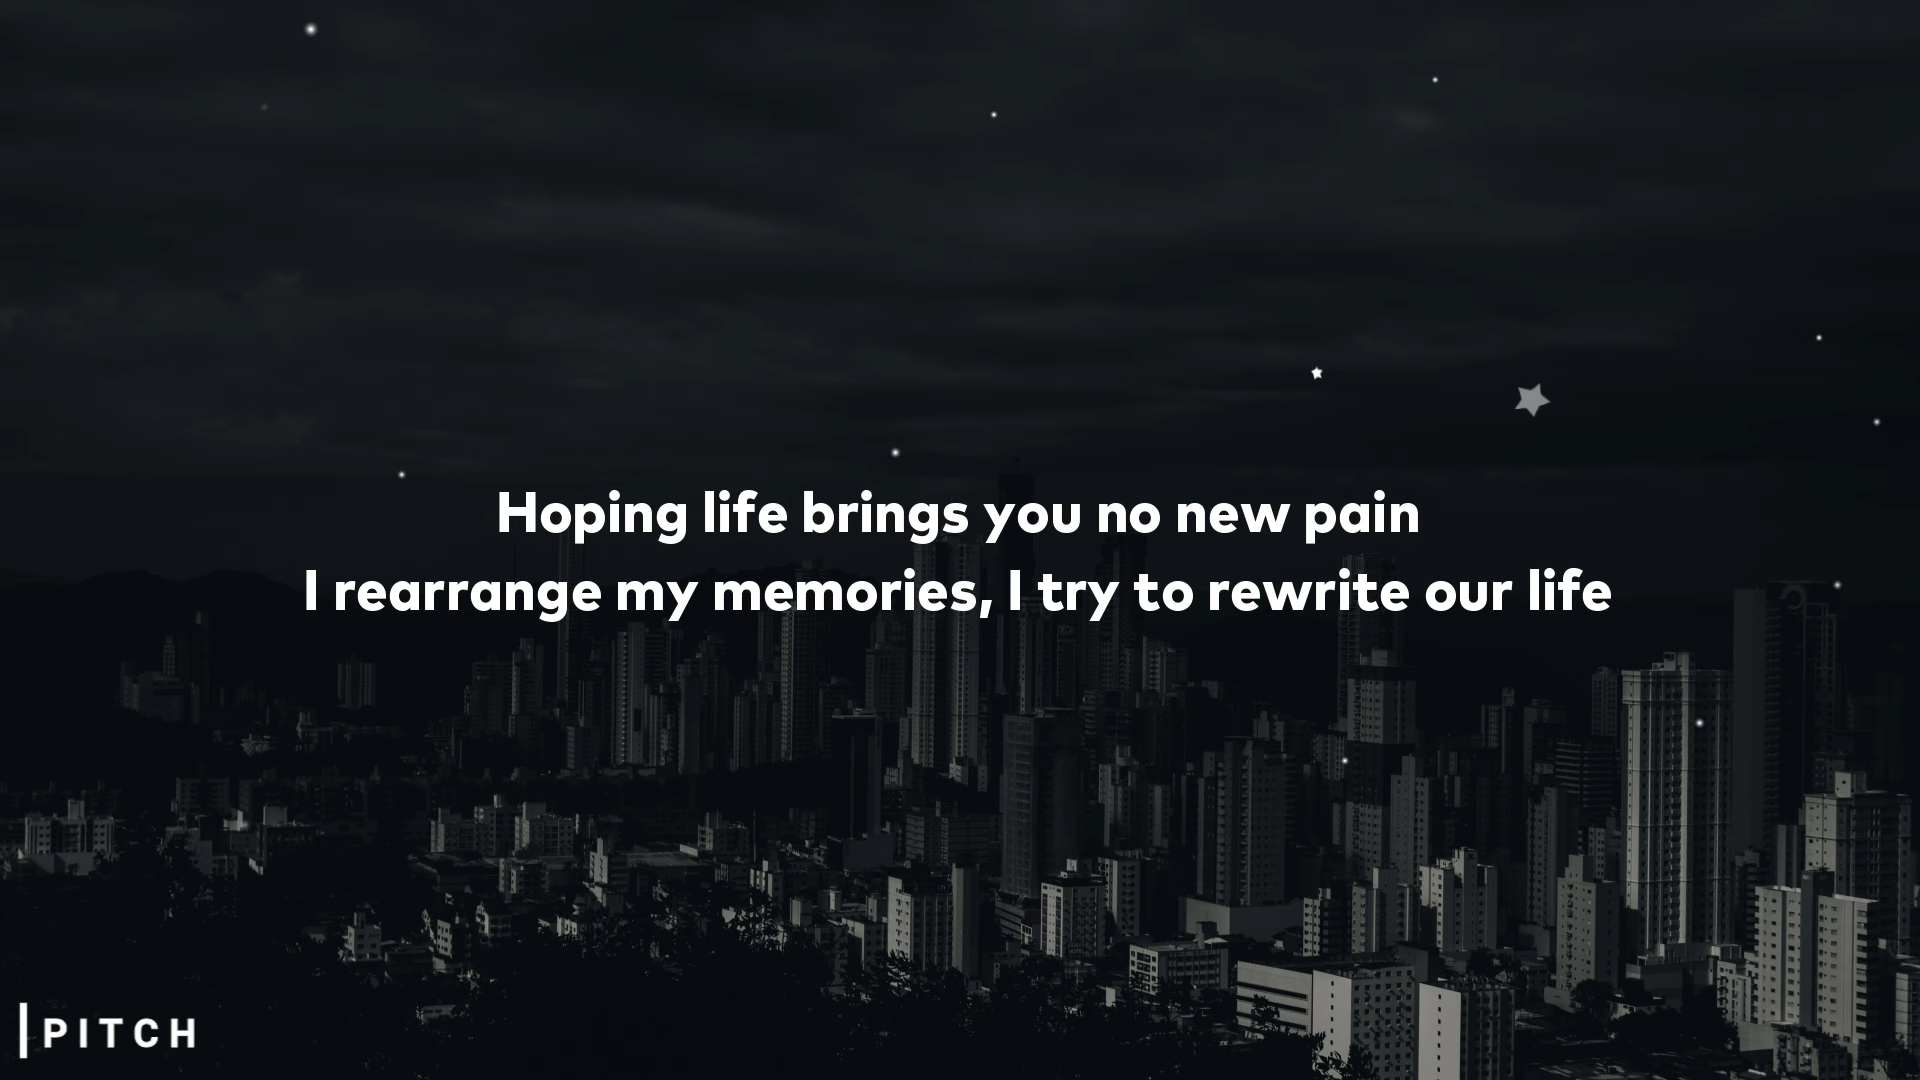 Hoping life brings you no new pain
I rearrange my memories, I try to rewrite our life
PITCH